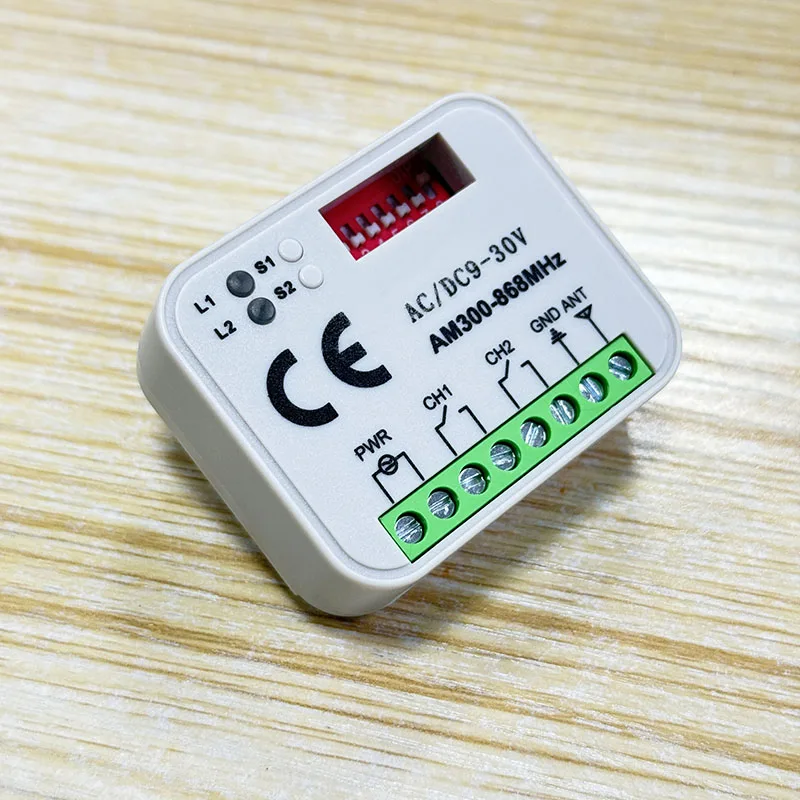 L1 S1
L2 S2
CE
AC/DC9-30V
AM300-868MHz
PWR
CH1
CH2
GND ANT